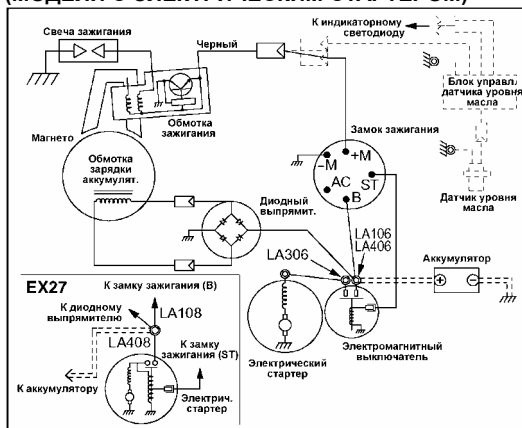 (МОДЕЛИ С ЭЛЕКТРИЧЕСКИМ СТАРТЕРОМ)
Свеча зажигания
Черный
К индикаторному
светодиоду
Блок управл.
датчика уровня
масла
Обмотка
зажигания
Магнето
Замок зажигания
-M
+M
AC
ST
B
Обмотка
зарядки
аккумулят.
Диодный
выпрямит.
Датчик уровня
масла
LA106
LA406
LA306
Аккумулятор
EX27
К замку зажигания (B)
К диодному
выпрямителю
LA108
LA408
К замку
зажигания (ST)
К аккумулятору
Электрич.
стартер
Электрический
стартер
Электромагнитный
выключатель